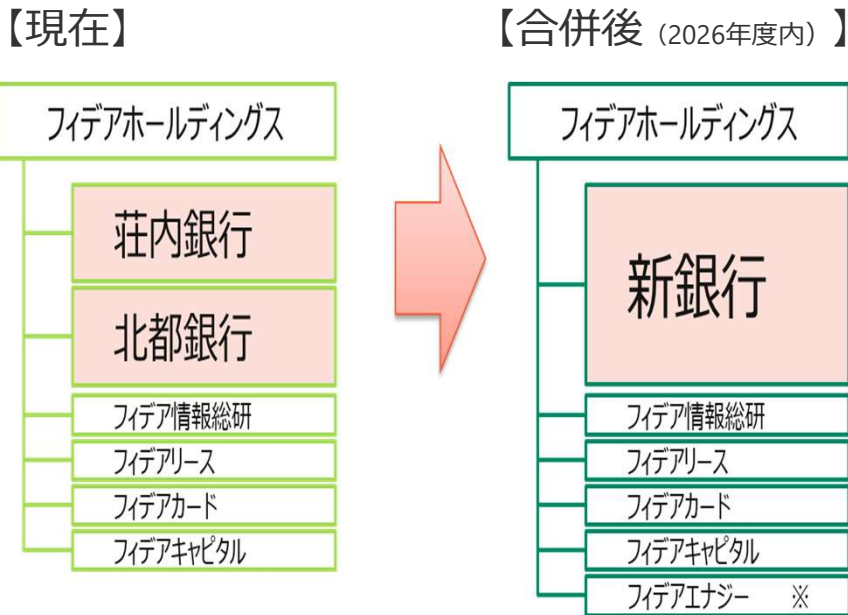 【現在】
フィデアホールディングス
荘内銀行
北都銀行
フィデア情報総研
フィデアリース
フィデアカード
フィデアキャピタル
【合併後（2026年度内）】
フィデアホールディングス
新銀行
フィデア情報総研
フィデアリース
フィデアカード
フィデアキャピタル
フィデアエナジー　※